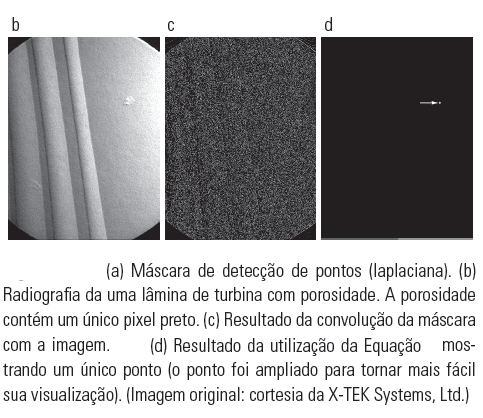 b
c
d
(a) Máscara de detecção de pontos (laplaciana). (b)
Radiografia da uma lâmina de turbina com porosidade. A porosidade
contém um único pixel preto. (c) Resultado da convolução da máscara
com a imagem. (d) Resultado da utilização da Equação mos-
trando um único ponto (o ponto foi ampliado para tornar mais fácil
sua visualização). (Imagem original: cortesia da X-TEK Systems, Ltd.)